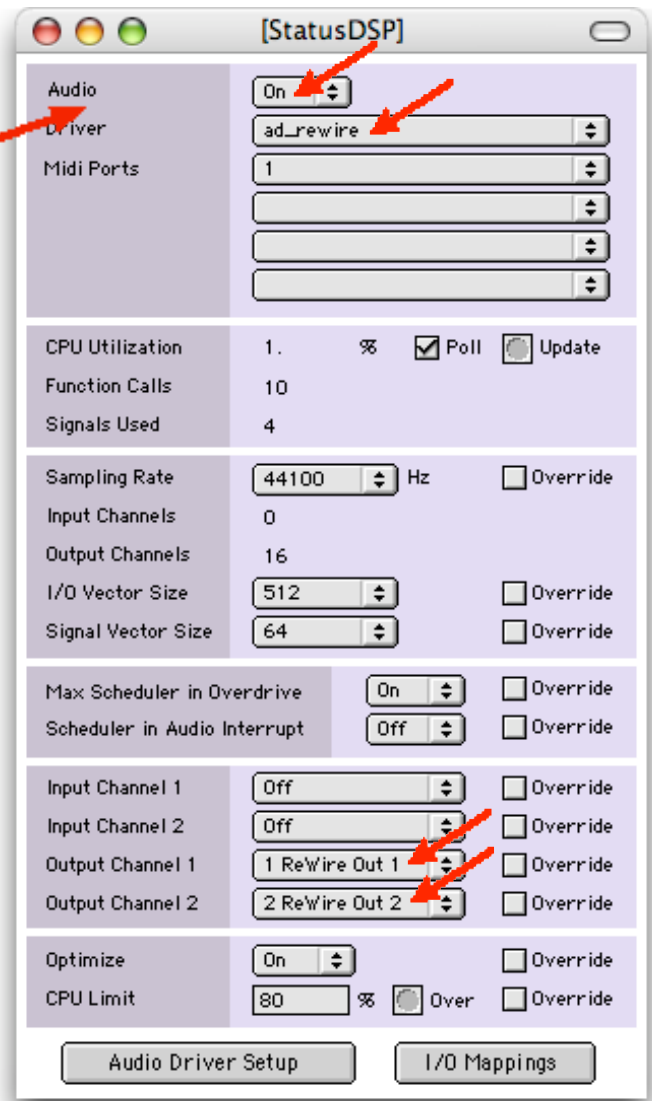 [StatusDSP]
Audio On
Driver ad_rewire
Midi Ports 1
CPU Utilization 1. % Poll Update
Function Calls 10
Signals Used 4
Sampling Rate 44100 Hz Override
Input Channels 0
Output Channels 16
I/O Vector Size 512 Override
Signal Vector Size 64 Override
Max Scheduler in Overdrive On Override
Scheduler in Audio Interrupt Off Override
Input Channel 1 Off Override
Input Channel 2 Off Override
Output Channel 1 1 ReWire Out 1 Override
Output Channel 2 2 ReWire Out 2 Override
Optimize On Override
CPU Limit 80 % Over Override
Audio Driver Setup I/O Mappings